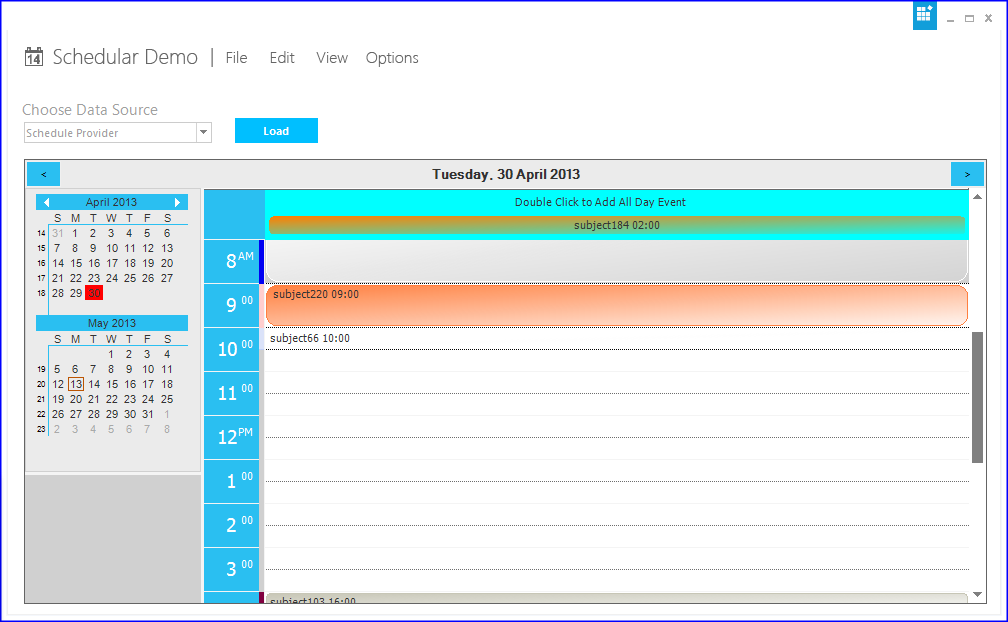 14 Schedular Demo | File Edit View Options
Choose Data Source
Schedule Provider
Load
< Tuesday, 30 April 2013 >
April 2013
S M T W T F S
14 31 1 2 3 4 5 6
15 7 8 9 10 11 12 13
16 14 15 16 17 18 19 20
17 21 22 23 24 25 26 27
18 28 29 30
May 2013
S M T W T F S
1 2 3 4
19 5 6 7 8 9 10 11
20 12 13 14 15 16 17 18
21 19 20 21 22 23 24 25
22 26 27 28 29 30 31 1
23 2 3 4 5 6 7 8
Double Click to Add All Day Event
subject184 02:00
8 AM
9 00 subject220 09:00
10 00 subject66 10:00
11 00
12 PM
1 00
2 00
3 00
subject103 16:00